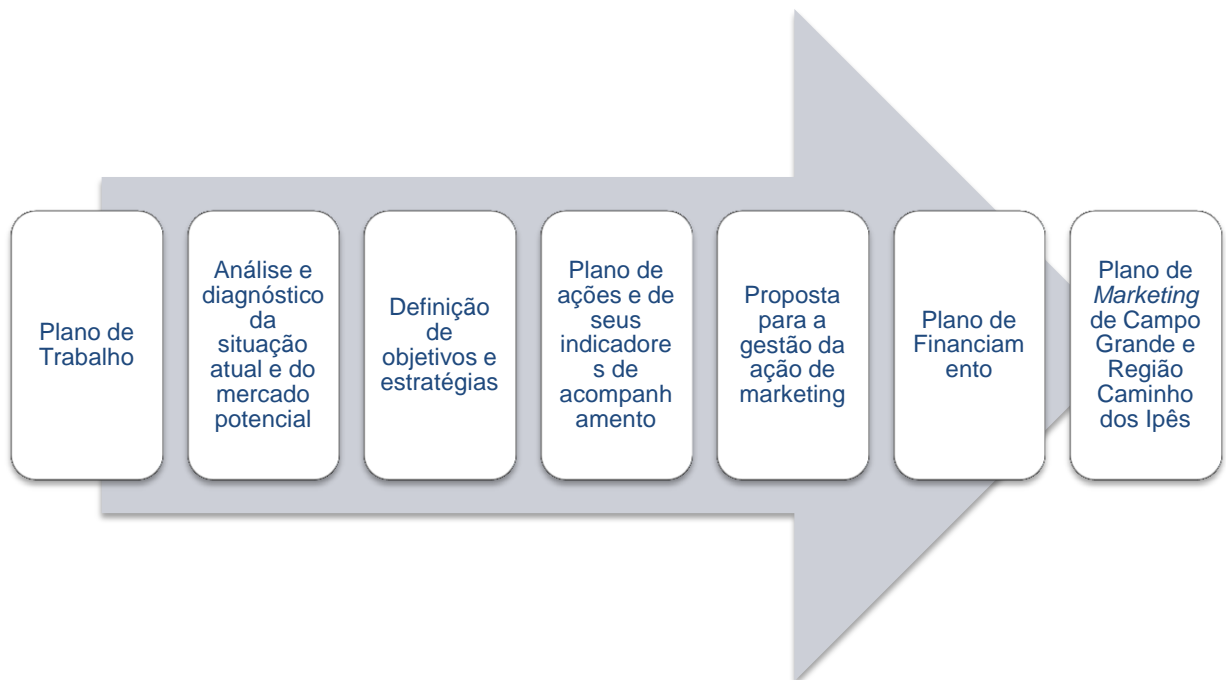 Plano de
Trabalho
Análise e
diagnóstico
da
situação
atual e do
mercado
potencial
Definição
de
objetivos e
estratégias
Plano de
ações e de
seus
indicadore
s de
acompanh
amento
Proposta
para a
gestão da
ação de
marketing
Plano de
Financiam
ento
Plano de
Marketing
de Campo
Grande e
Região
Caminho
dos Ipês